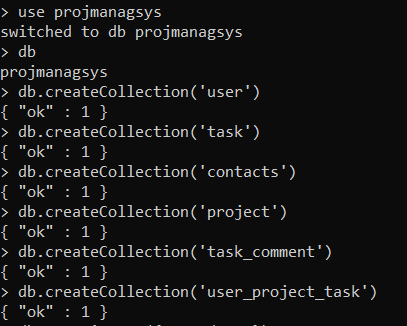 > use projmanagsys
switched to db projmanagsys
> db
projmanagsys
> db.createCollection('user')
{ "ok" : 1 }
> db.createCollection('task')
{ "ok" : 1 }
> db.createCollection('contacts')
{ "ok" : 1 }
> db.createCollection('project')
{ "ok" : 1 }
> db.createCollection('task_comment')
{ "ok" : 1 }
> db.createCollection('user_project_task')
{ "ok" : 1 }